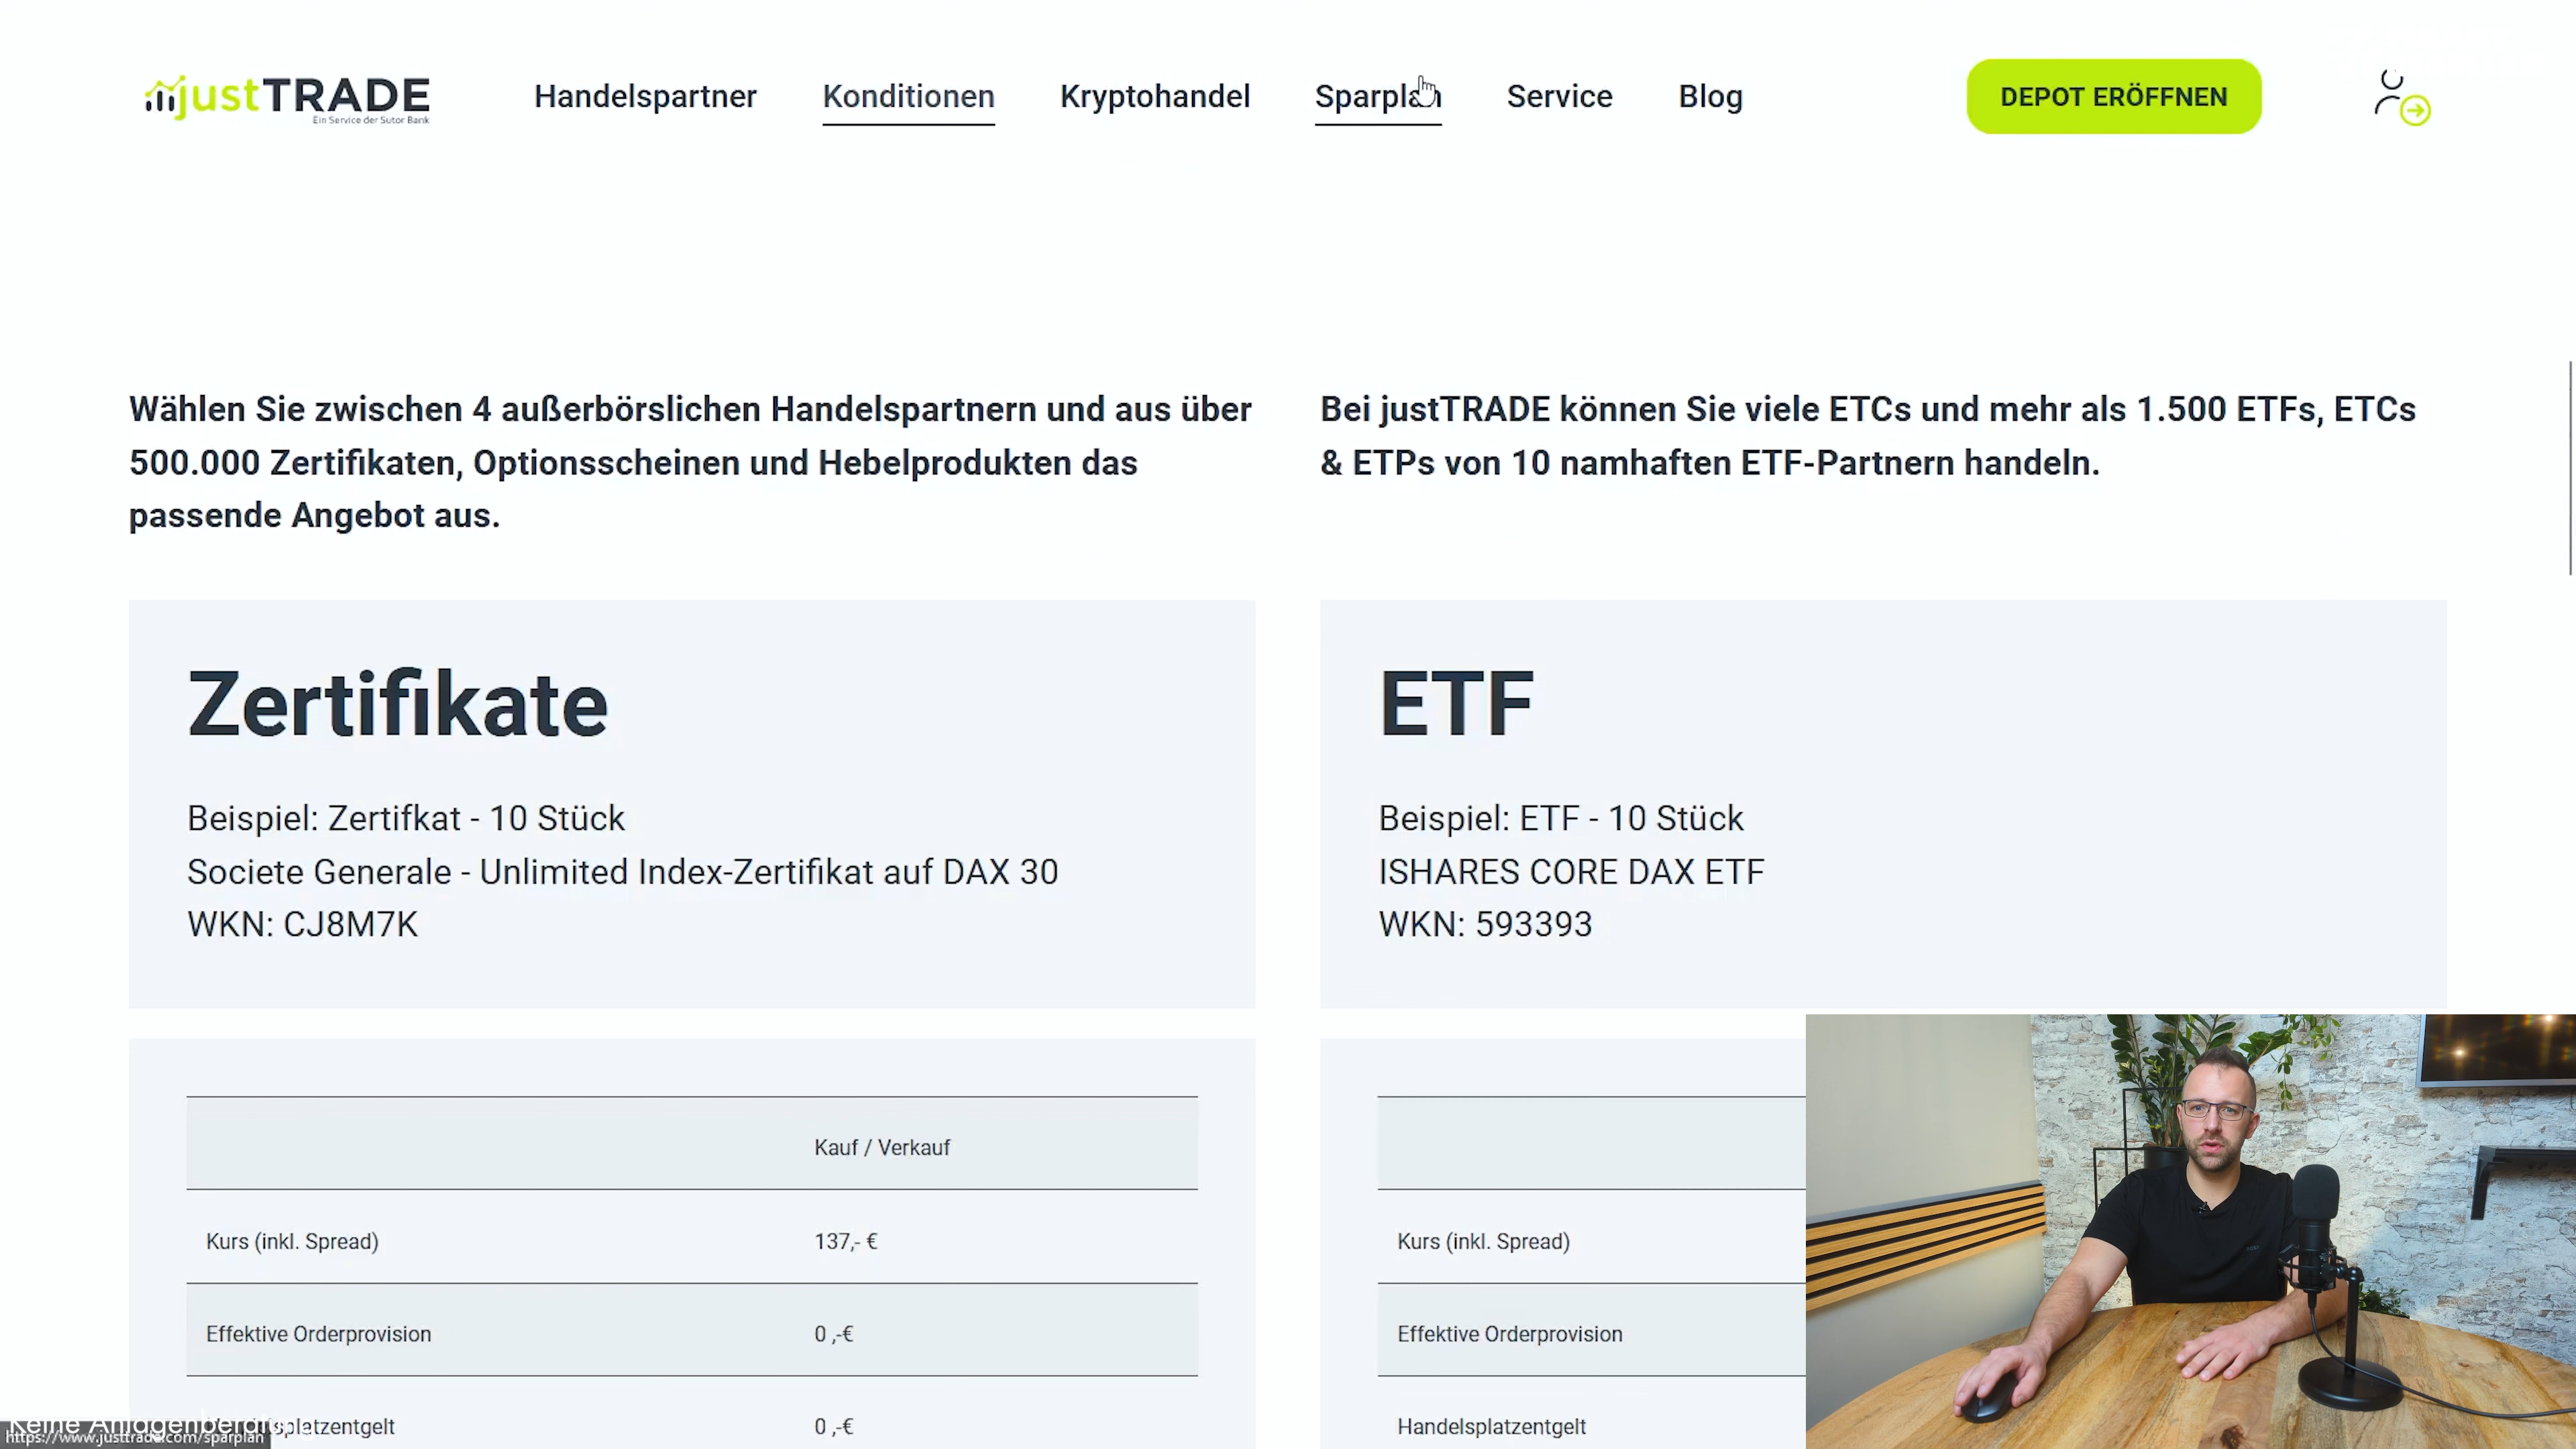 justTRADE
Ein Service der Sutor Bank
Handelspartner
Konditionen
Kryptohandel
Sparplan
Service
Blog
DEPOT ERÖFFNEN
Wählen Sie zwischen 4 außerbörslichen Handelspartnern und aus über
500.000 Zertifikaten, Optionsscheinen und Hebelprodukten das
passende Angebot aus.
Bei justTRADE können Sie viele ETCs und mehr als 1.500 ETFs, ETCs
& ETPs von 10 namhaften ETF-Partnern handeln.
Zertifikate
Beispiel: Zertifkat - 10 Stück
Societe Generale - Unlimited Index-Zertifikat auf DAX 30
WKN: CJ8M7K
ETF
Beispiel: ETF - 10 Stück
ISHARES CORE DAX ETF
WKN: 593393
Kauf / Verkauf
Kurs (inkl. Spread) 137,- €
Effektive Orderprovision 0 ,-€
0 ,-€
Kurs (inkl. Spread)
Effektive Orderprovision
Handelsplatzentgelt
Keine
https://www.justtrade.com/sparplan